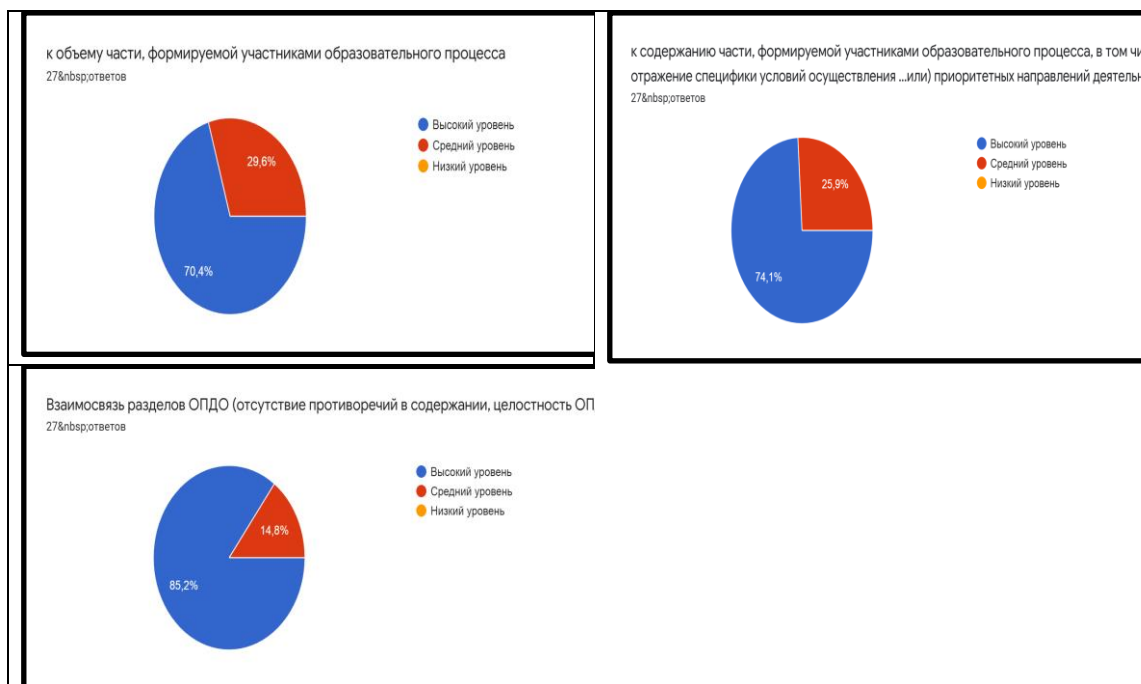 к объему части, формируемой участниками образовательного процесса
27&nbsp;ответов
29,6%
70,4%
Высокий уровень
Средний уровень
Низкий уровень
к содержанию части, формируемой участниками образовательного процесса, в том чи
отражение специфики условий осуществления ...или) приоритетных направлений деятельн
27&nbsp;ответов
25,9%
74,1%
Высокий уровень
Средний уровень
Низкий уровень
Взаимосвязь разделов ОПДО (отсутствие противоречий в содержании, целостность ОП
27&nbsp;ответов
14,8%
85,2%
Высокий уровень
Средний уровень
Низкий уровень